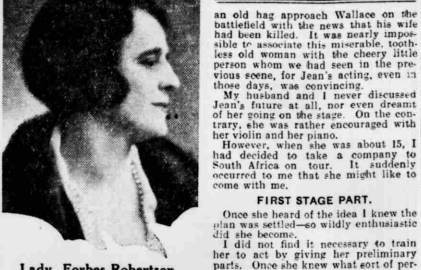 an old hag approach Wallace on the
battlefield with the news that his wife
had been killed. It was nearly impos-
sible to associate this miserable, tooth-
less old woman with the cheery little
person whom we had seen in the pre-
vious scene, for Jean's acting, even in
those days, was convincing.
My husband and I never discussed
Jean's future at all, nor even dreamt
of her going on the stage. On the con-
trary, she was rather encouraged with
her violin and her piano.
However, when she was about 15, I
had decided to take a company to
South Africa on tour. It suddenly
occurred to me that she might like to
come with me.
FIRST STAGE PART.
Once she heard of the idea I knew the
plan was settled—so wildly enthusiastic
did she become.
I did not find it necessary to train
her to act by giving her preliminary
parts. Once she knew what sort of per-
Lady Forbes Robertson